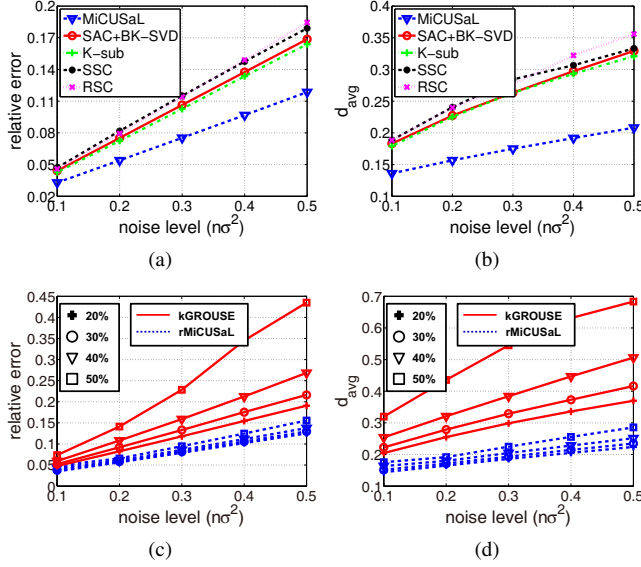 0.2
0.17
0.14
0.11
0.08
0.05
0.02
relative error
MiCUSaL
SAC+BK−SVD
K−sub
SSC
RSC
0.1 0.2 0.3 0.4 0.5
noise level (nσ²)
(a)
0.4
0.35
0.3
0.25
0.2
0.15
0.1
d_avg
MiCUSaL
SAC+BK−SVD
K−sub
SSC
RSC
0.1 0.2 0.3 0.4 0.5
noise level (nσ²)
(b)
0.45
0.4
0.35
0.3
0.25
0.2
0.15
0.1
0.05
0
relative error
20%
30%
40%
50%
kGROUSE
rMiCUSaL
0.1 0.2 0.3 0.4 0.5
noise level (nσ²)
(c)
0.7
0.6
0.5
0.4
0.3
0.2
0.1
d_avg
20%
30%
40%
50%
kGROUSE
rMiCUSaL
0.1 0.2 0.3 0.4 0.5
noise level (nσ²)
(d)